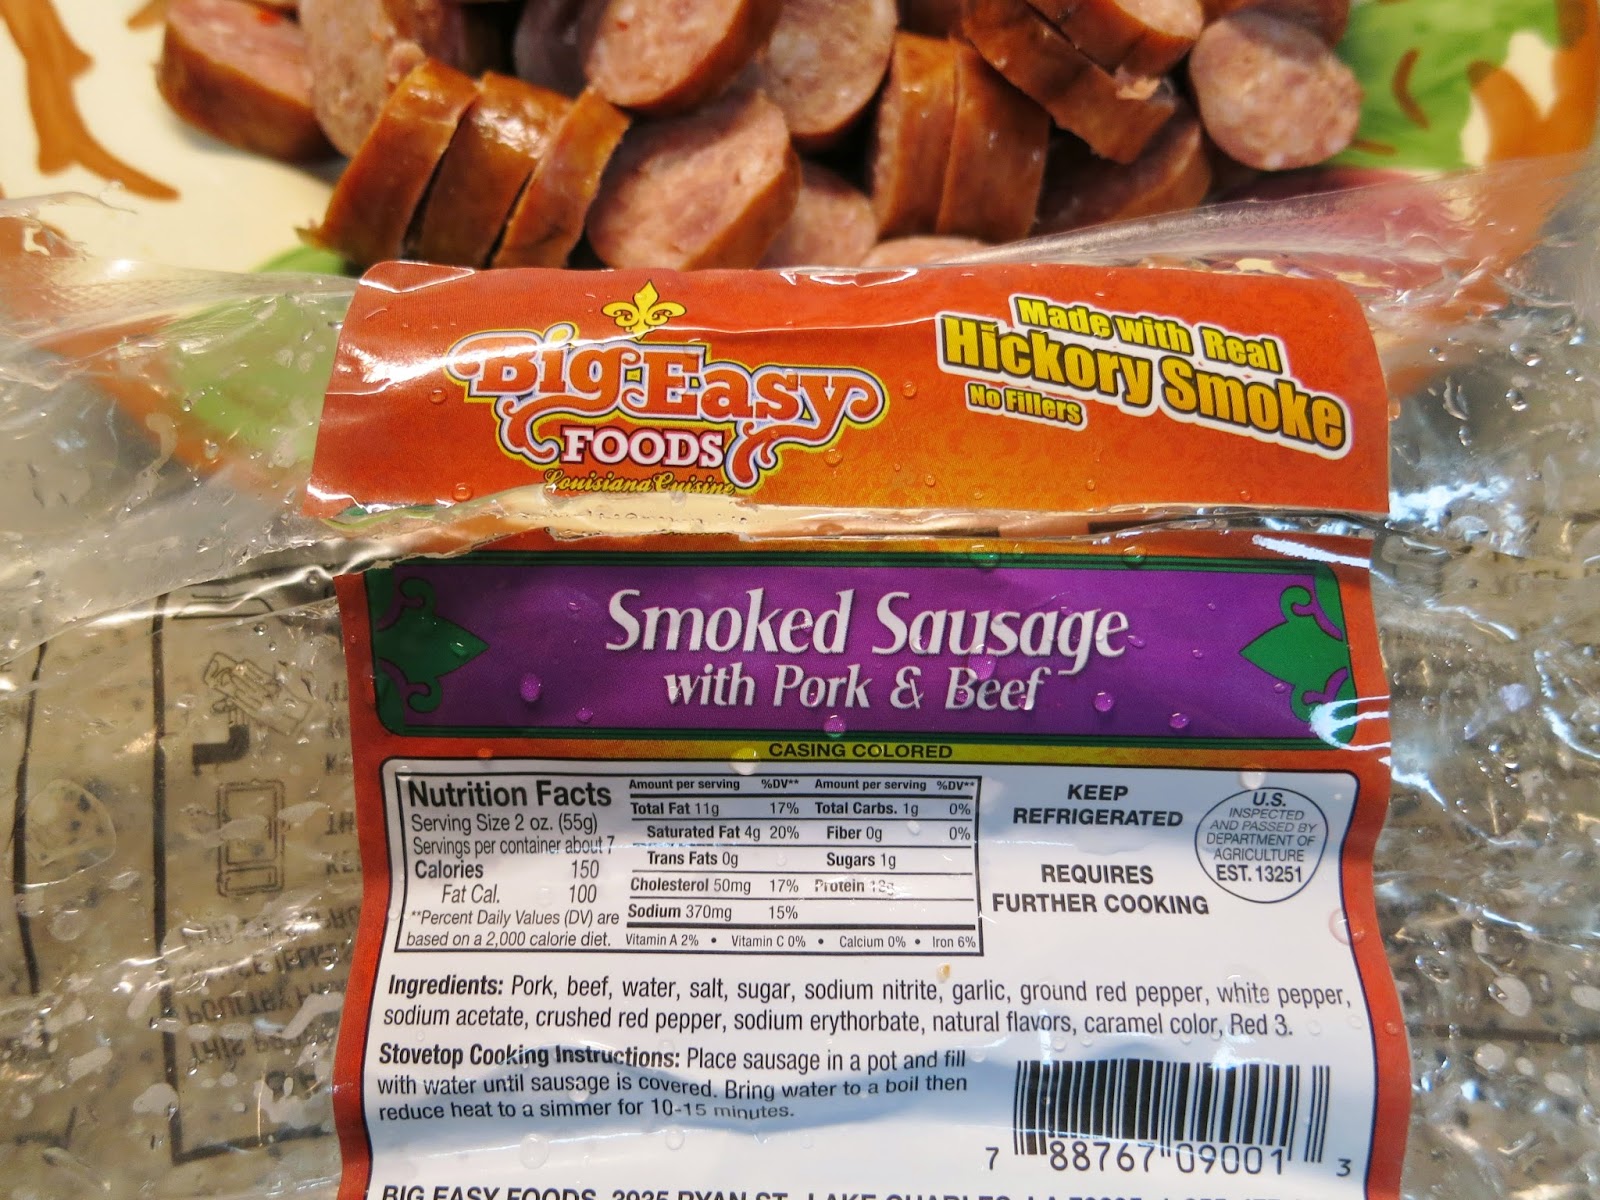 Big Easy
FOODS
Louisiana Cuisine
Made with Real
Hickory Smoke
No Fillers
Smoked Sausage
with Pork & Beef
CASING COLORED
Nutrition Facts
Serving Size 2 oz. (55g)
Servings per container about 7
Calories 150
Fat Cal. 100
**Percent Daily Values (DV) are
based on a 2,000 calorie diet.
Amount per serving %DV** Amount per serving %DV**
Total Fat 11g 17% Total Carbs. 1g 0%
Saturated Fat 4g 20% Fiber 0g 0%
Trans Fats 0g Sugars 1g
Cholesterol 50mg 17% Protein
Sodium 370mg 15%
Vitamin A 2% • Vitamin C 0% • Calcium 0% • Iron 6%
KEEP
REFRIGERATED
REQUIRES
FURTHER COOKING
U.S.
INSPECTED
AND PASSED BY
DEPARTMENT OF
AGRICULTURE
EST. 13251
Ingredients: Pork, beef, water, salt, sugar, sodium nitrite, garlic, ground red pepper, white pepper,
sodium acetate, crushed red pepper, sodium erythorbate, natural flavors, caramel color, Red 3.
Stovetop Cooking Instructions: Place sausage in a pot and fill
with water until sausage is covered. Bring water to a boil then
reduce heat to a simmer for 10-15 minutes.
7 88767 09001 3
BIG EASY FOODS RYAN ST. LAKE CHARLES, LA